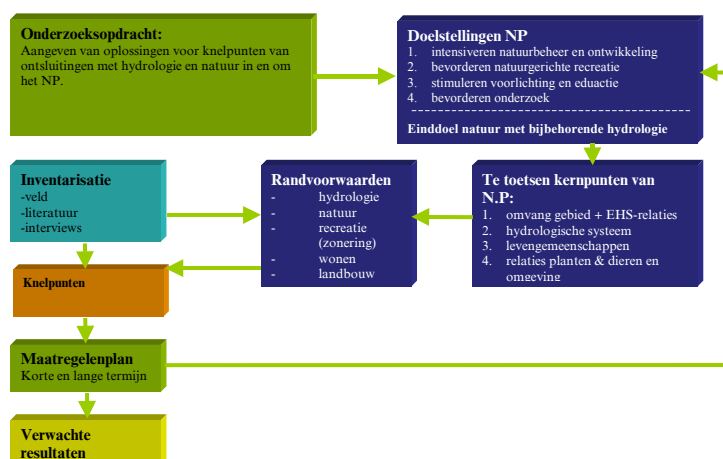 Onderzoeksopdracht:
Aangeven van oplossingen voor knelpunten van
ontsluitingen met hydrologie en natuur in en om
het NP.
Doelstellingen NP
1. intensiveren natuurbeheer en ontwikkeling
2. bevorderen natuurgerichte recreatie
3. stimuleren voorlichting en eduactie
4. bevorderen onderzoek
Einddoel natuur met bijbehorende hydrologie
Inventarisatie
-veld
-literatuur
-interviews
Randvoorwaarden
- hydrologie
- natuur
- recreatie
(zonering)
- wonen
- landbouw
Te toetsen kernpunten van
N.P:
1. omvang gebied + EHS-relaties
2. hydrologische systeem
3. levengemeenschappen
4. relaties planten & dieren en
omgeving
Knelpunten
Maatregelenplan
Korte en lange termijn
Verwachte
resultaten